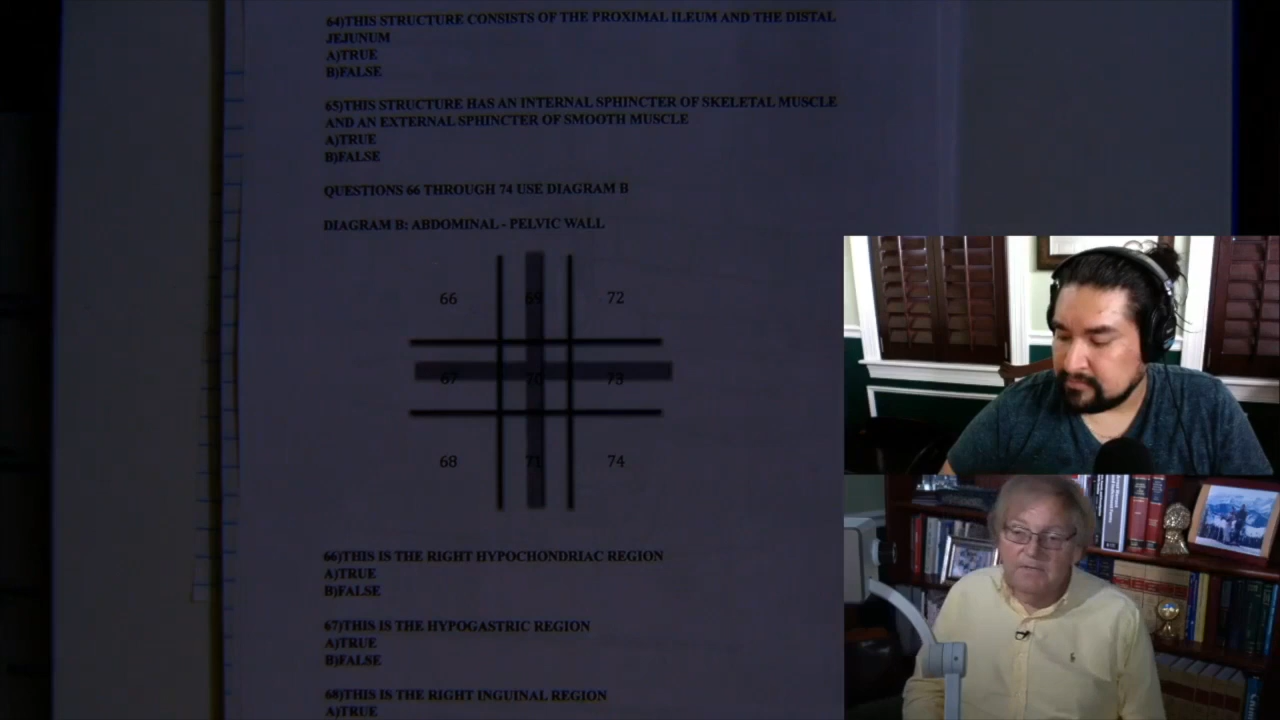 64)THIS STRUCTURE CONSISTS OF THE PROXIMAL ILEUM AND THE DISTAL
JEJUNUM
A)TRUE
B)FALSE
65)THIS STRUCTURE HAS AN INTERNAL SPHINCTER OF SKELETAL MUSCLE
AND AN EXTERNAL SPHINCTER OF SMOOTH MUSCLE
A)TRUE
B)FALSE
QUESTIONS 66 THROUGH 74 USE DIAGRAM B
DIAGRAM B: ABDOMINAL - PELVIC WALL
66 69 72
67 70 73
68 71 74
66)THIS IS THE RIGHT HYPOCHONDRIAC REGION
A)TRUE
B)FALSE
67)THIS IS THE HYPOGASTRIC REGION
A)TRUE
B)FALSE
68)THIS IS THE RIGHT INGUINAL REGION
A)TRUE